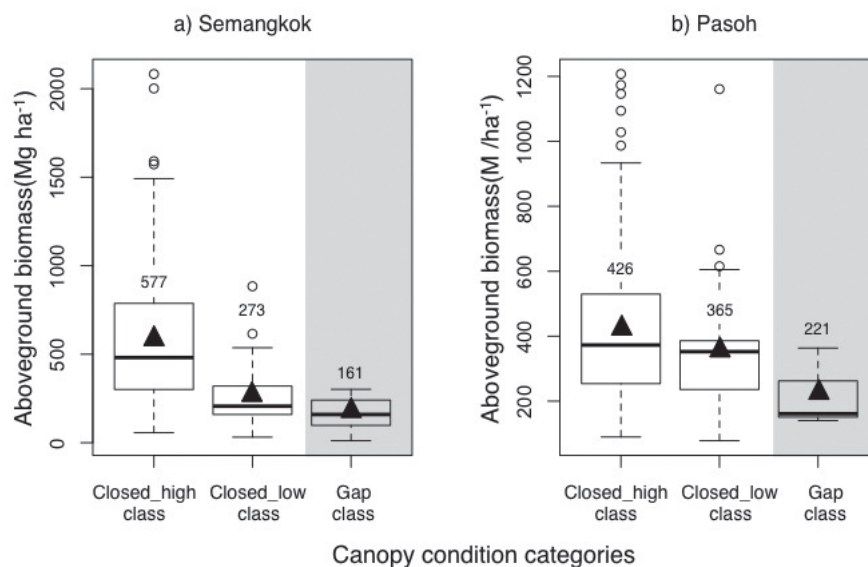 a) Semangkok
b) Pasoh
Aboveground biomass(Mg ha-1)
2000
1500
1000
500
0
577
273
161
Closed_high class
Closed_low class
Gap class
Aboveground biomass(M /ha-1)
1200
1000
800
600
400
200
426
365
221
Closed_high class
Closed_low class
Gap class
Canopy condition categories